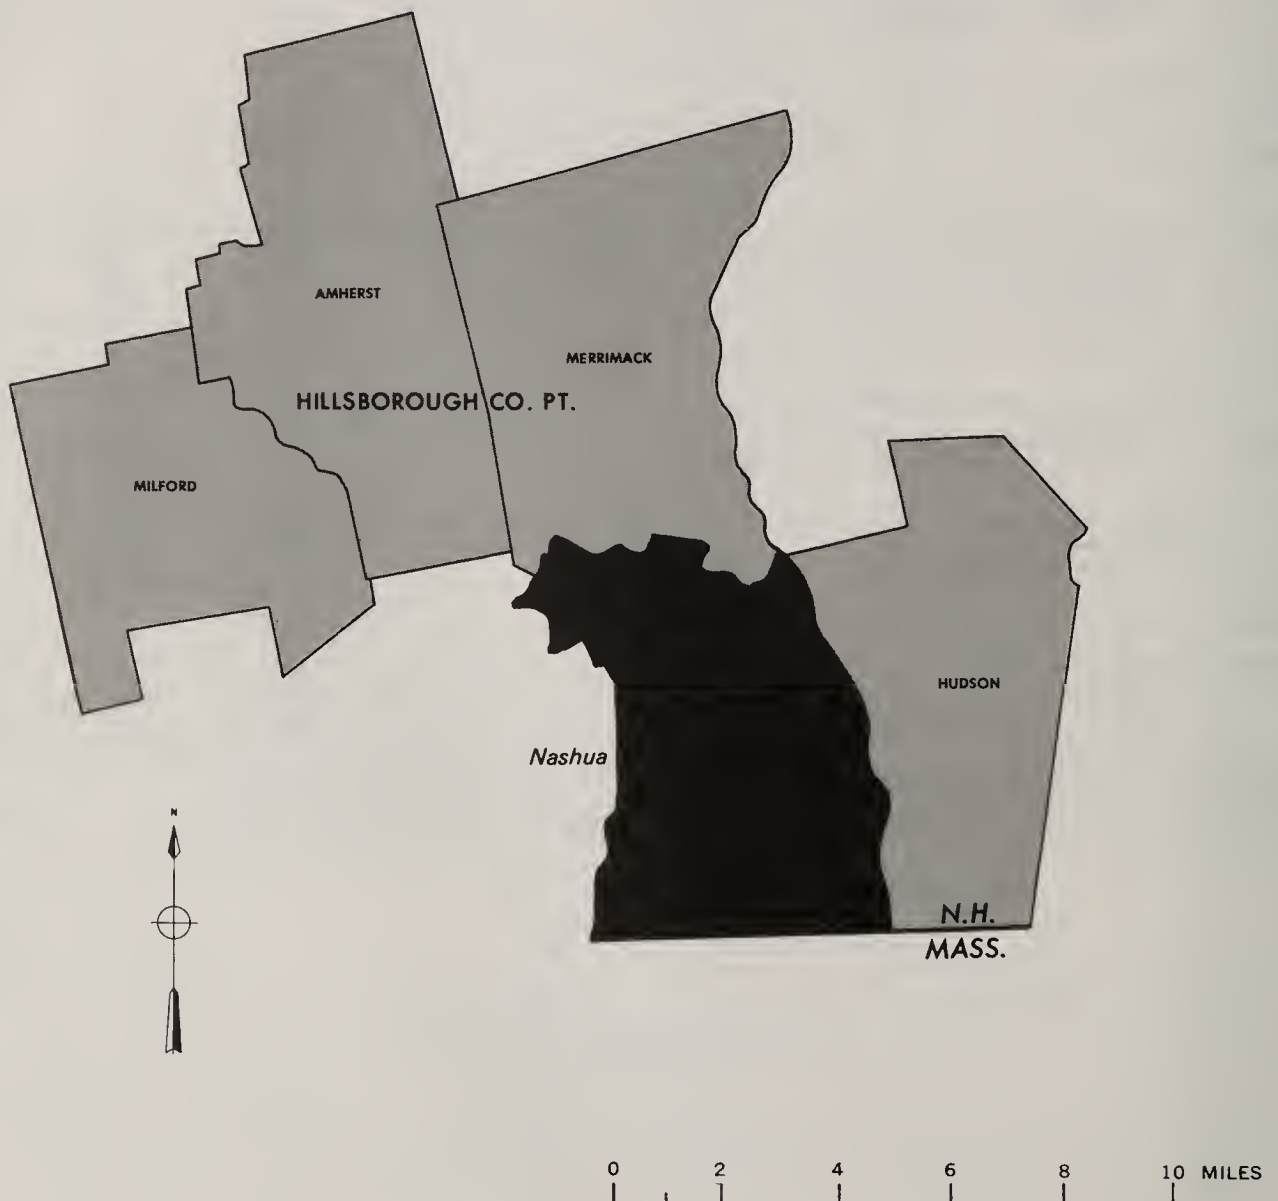 AMHERST
MERRIMACK
HILLSBOROUGH CO. PT.
MILFORD
HUDSON
Nashua
N
N.H.
MASS.
0 2 4 6 8 10 MILES